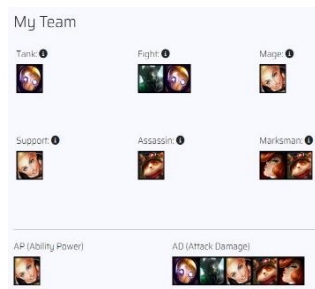 My Team
Tank: Fight: Mage:
Support: Assassin: Marksman:
AP (Ability Power) AD (Attack Damage)